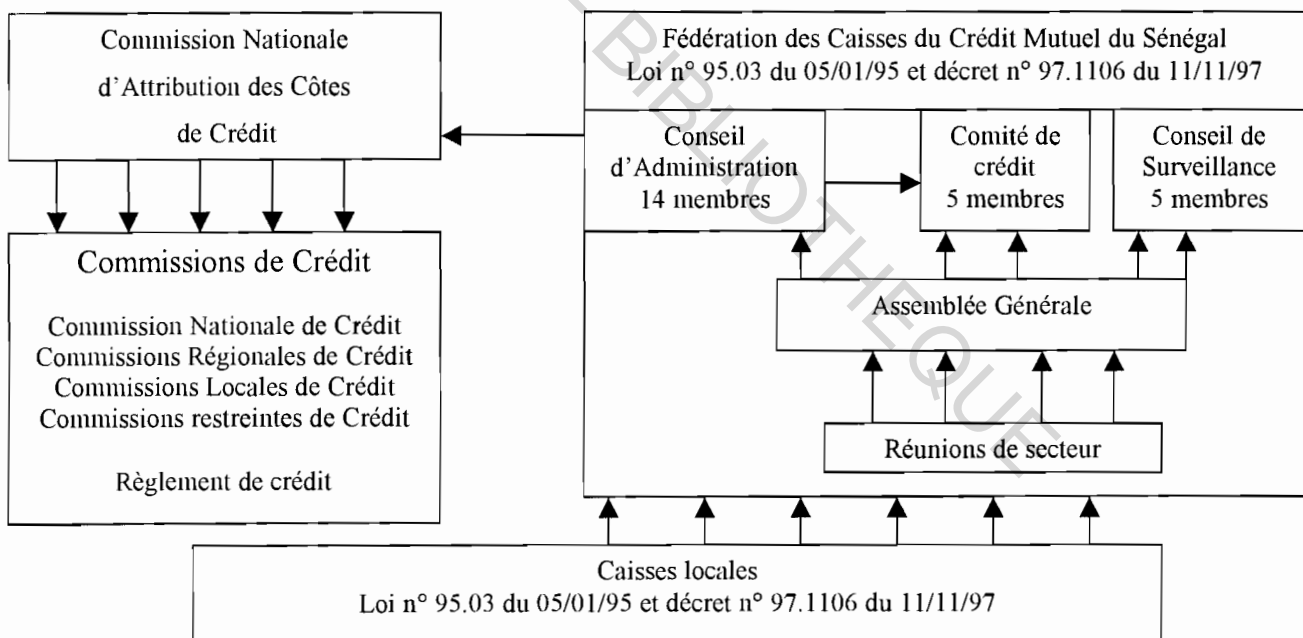 Commission Nationale
d'Attribution des Côtes
de Crédit
Fédération des Caisses du Crédit Mutuel du Sénégal
Loi n° 95.03 du 05/01/95 et décret n° 97.1106 du 11/11/97
Conseil
d'Administration
14 membres
Comité de
crédit
5 membres
Conseil de
Surveillance
5 membres
Commissions de Crédit
Commission Nationale de Crédit
Commissions Régionales de Crédit
Commissions Locales de Crédit
Commissions restreintes de Crédit
Règlement de crédit
Assemblée Générale
Réunions de secteur
Caisses locales
Loi n° 95.03 du 05/01/95 et décret n° 97.1106 du 11/11/97
BIBLIOTHEQUE